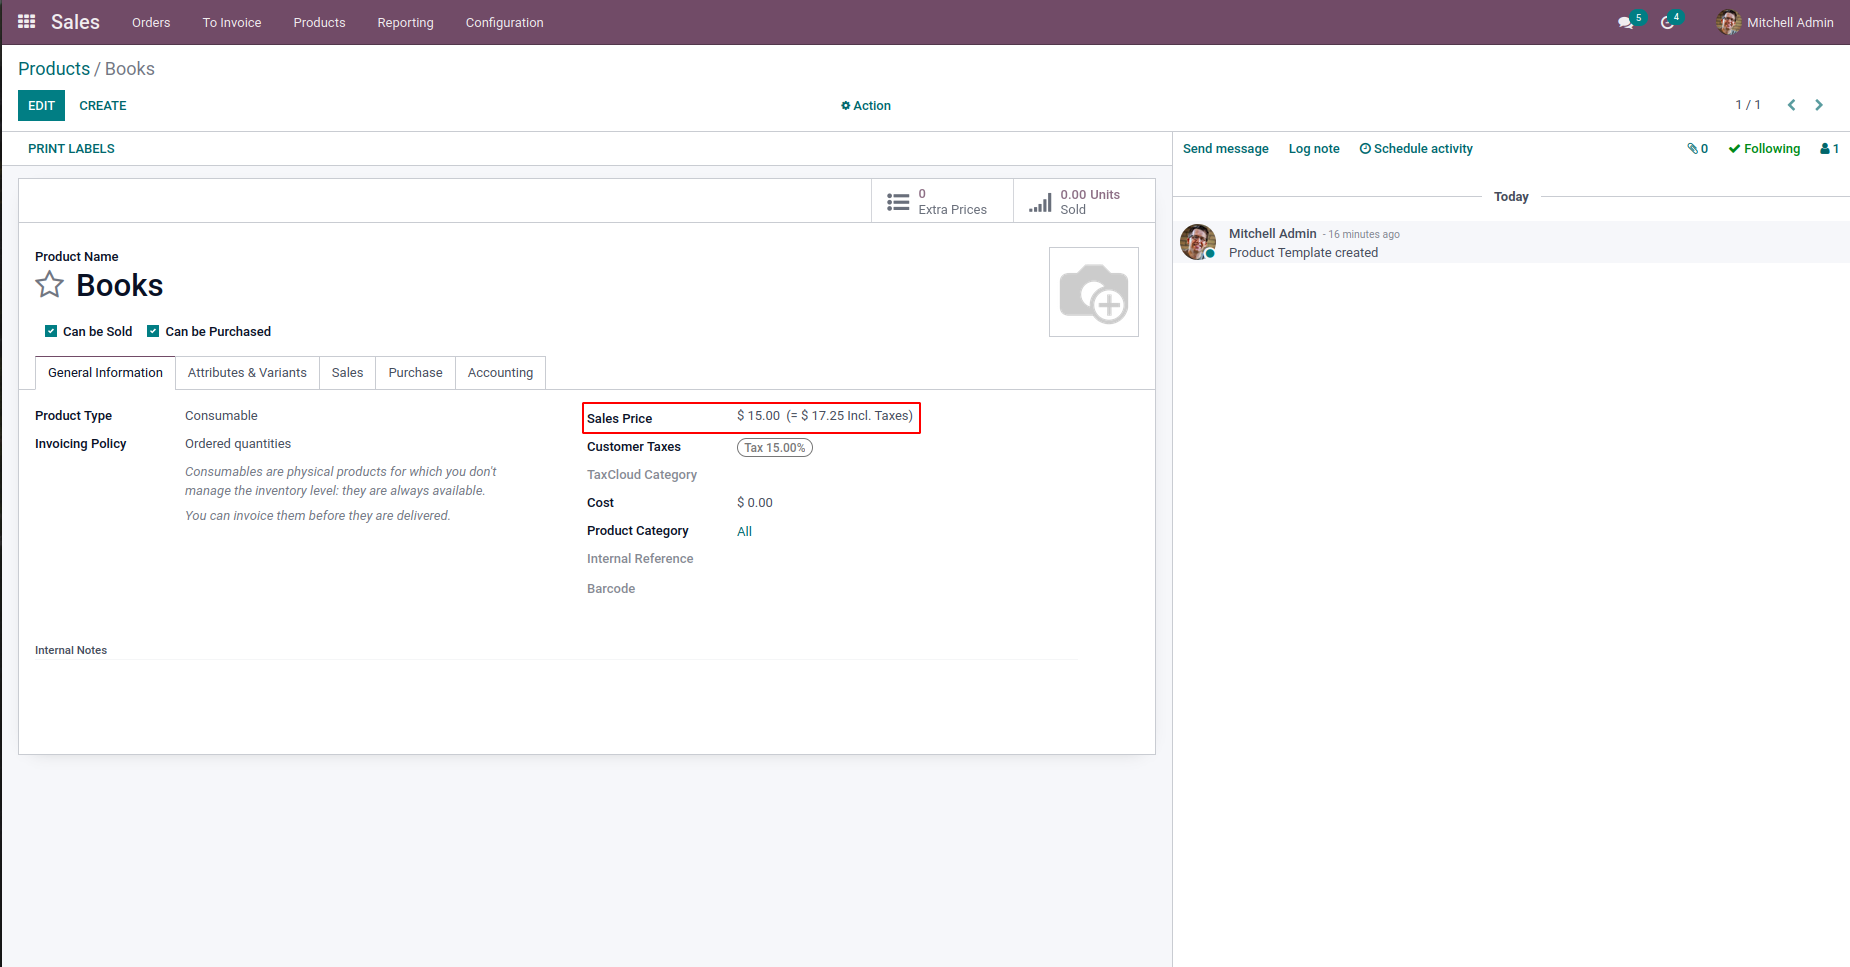 Sales Orders To Invoice Products Reporting Configuration 5 4 Mitchell Admin
Products / Books
EDIT CREATE Action 1 / 1
PRINT LABELS
Send message Log note Schedule activity 0 Following 1
0
Extra Prices
0.00 Units
Sold
Today
Mitchell Admin - 16 minutes ago
Product Template created
Product Name
Books
Can be Sold Can be Purchased
General Information Attributes & Variants Sales Purchase Accounting
Product Type Consumable
Invoicing Policy Ordered quantities
Consumables are physical products for which you don't
manage the inventory level: they are always available.
You can invoice them before they are delivered.
Sales Price $ 15.00 (= $ 17.25 Incl. Taxes)
Customer Taxes Tax 15.00%
TaxCloud Category
Cost $ 0.00
Product Category All
Internal Reference
Barcode
Internal Notes